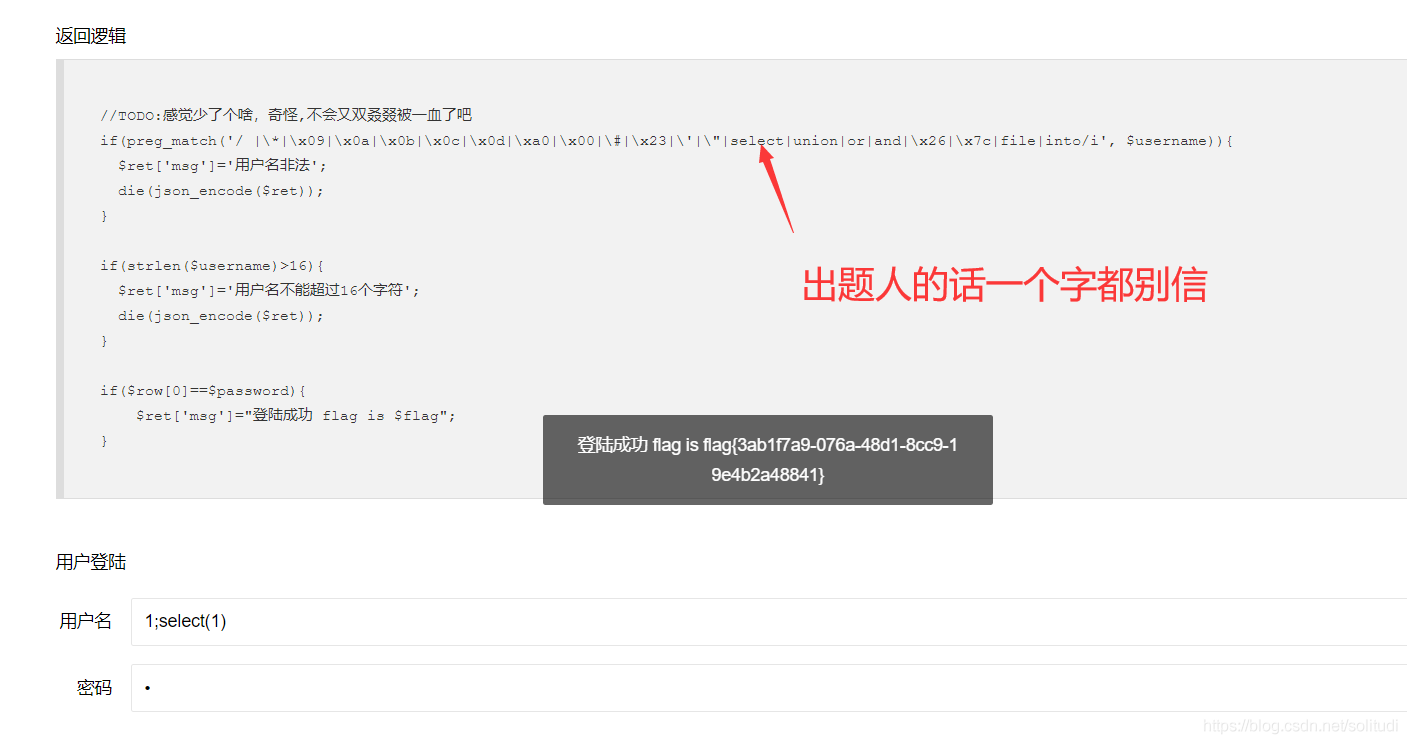 返回逻辑
//TODO:感觉少了个啥，奇怪,不会又双叒叕被一血了吧
if(preg_match('/ |\*|\x09|\x0a|\x0b|\x0c|\x0d|\xa0|\x00|\#|\x23|\'|\"|select|union|or|and|\x26|\x7c|file|into/i', $username)){
$ret['msg']='用户名非法';
die(json_encode($ret));
}
if(strlen($username)>16){
$ret['msg']='用户名不能超过16个字符';
die(json_encode($ret));
}
if($row[0]==$password){
$ret['msg']="登陆成功 flag is $flag";
}
出题人的话一个字都别信
登陆成功 flag is flag{3ab1f7a9-076a-48d1-8cc9-1
9e4b2a48841}
用户登陆
用户名 1;select(1)
密码 •
https://blog.csdn.net/solitudi